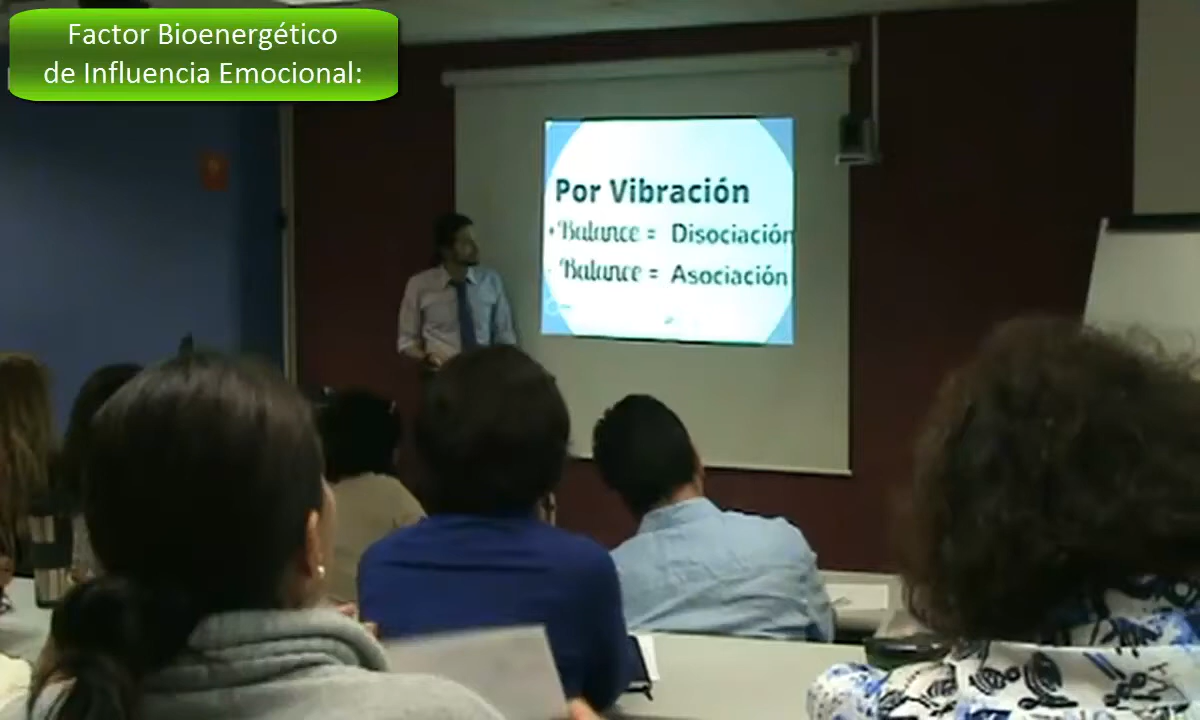 Factor Bioenergético
de Influencia Emocional:
Por Vibración
• Balance = Disociación
Balance = Asociación